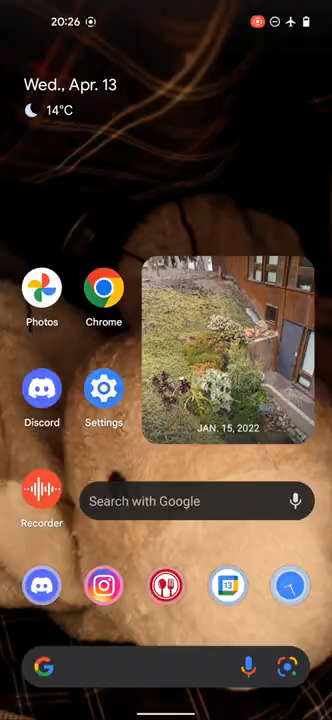 20:26
Wed., Apr. 13
14°C
Photos
Chrome
JAN. 15, 2022
Discord
Settings
Recorder
Search with Google
13
G